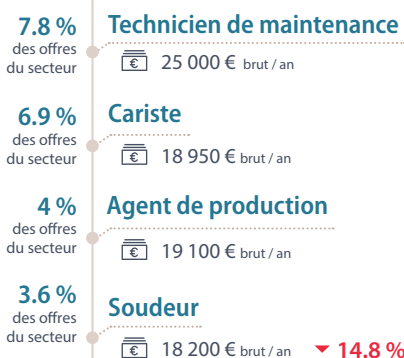 7.8 %
des offres
du secteur
Technicien de maintenance
€ 25 000 € brut / an
6.9 %
des offres
du secteur
Cariste
€ 18 950 € brut / an
4 %
des offres
du secteur
Agent de production
€ 19 100 € brut / an
3.6 %
des offres
du secteur
Soudeur
€ 18 200 € brut / an 14.8 %